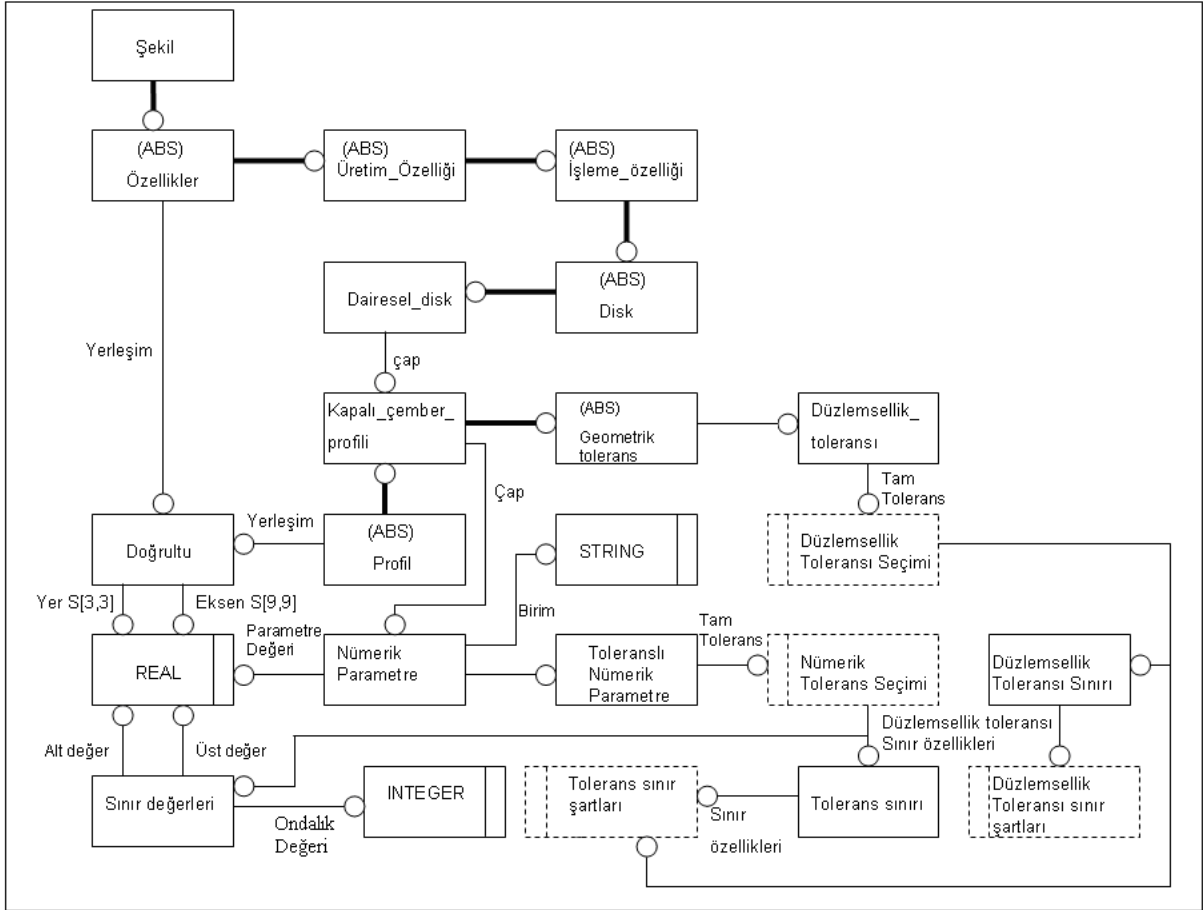 Şekil
(ABS)
Özellikler
(ABS)
Üretim_Özelliği
(ABS)
İşleme_özelliği
Dairesel_disk
(ABS)
Disk
Yerleşim
çap
Kapalı_çember_
profili
(ABS)
Geometrik
tolerans
Düzlemsellik_
toleransı
Çap
Tam
Tolerans
Doğrultu
Yerleşim
(ABS)
Profil
STRING
Düzlemsellik
Toleransı Seçimi
Yer S[3,3]
Eksen S[9,9]
Birim
REAL
Parametre
Değeri
Nümerik
Parametre
Toleranslı
Nümerik
Parametre
Tam
Tolerans
Nümerik
Tolerans Seçimi
Düzlemsellik
Toleransı Sınırı
Alt değer
Üst değer
Düzlemsellik toleransı
Sınır özellikleri
Sınır değerleri
Ondalık
Değeri
INTEGER
Tolerans sınır
şartları
Sınır
özellikleri
Tolerans sınırı
Düzlemsellik
Toleransı sınır
şartları